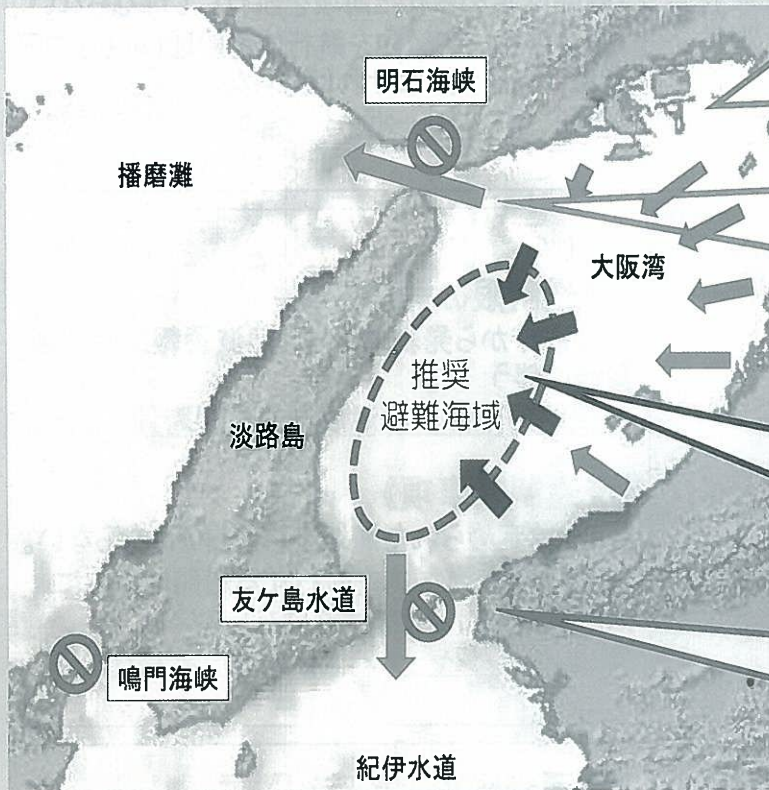 明石海峡
播磨灘
大阪湾
推奨
避難海域
淡路島
友ケ島水道
鳴門海峡
紀伊水道